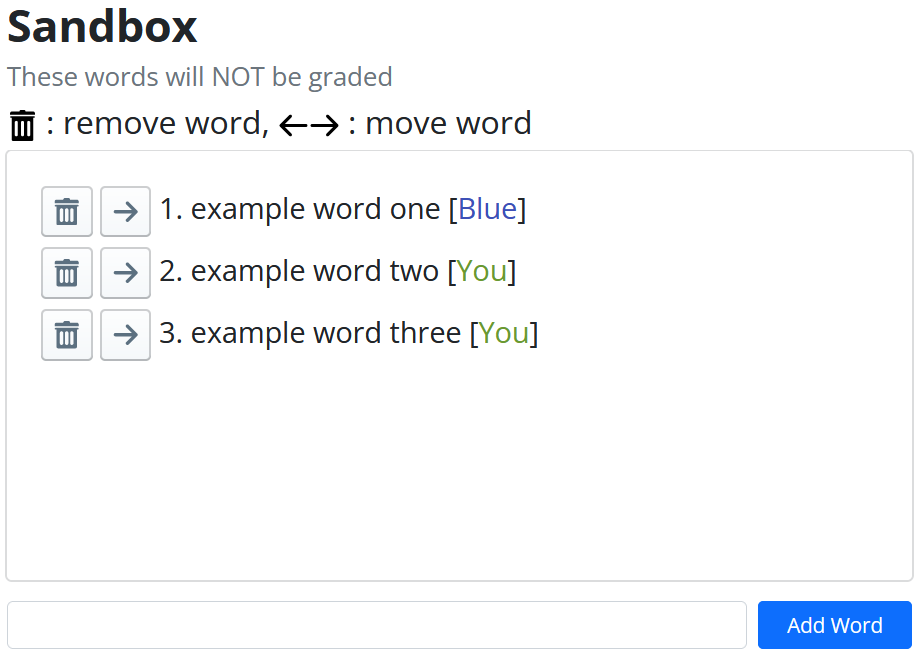 Sandbox
These words will NOT be graded
: remove word, ←→ : move word
→ 1. example word one [Blue]
→ 2. example word two [You]
→ 3. example word three [You]
Add Word